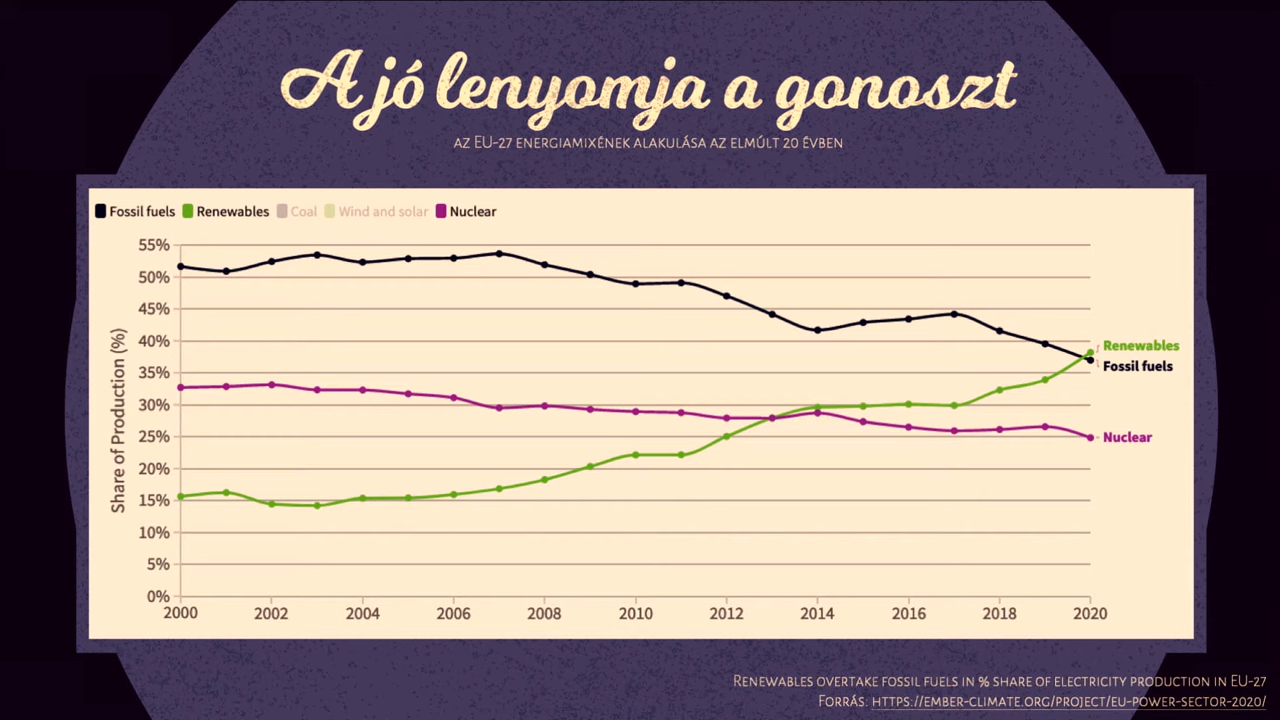 A jó lenyomja a gonoszt
AZ EU-27 ENERGIAMIXÉNEK ALAKULÁSA AZ ELMÚLT 20 ÉVBEN
Fossil fuels Renewables Coal Wind and solar Nuclear
Share of Production (%)
55%
50%
45%
40%
35%
30%
25%
20%
15%
10%
5%
0%
Renewables
Fossil fuels
Nuclear
2000 2002 2004 2006 2008 2010 2012 2014 2016 2018 2020
RENEWABLES OVERTAKE FOSSIL FUELS IN % SHARE OF ELECTRICITY PRODUCTION IN EU-27
FORRÁS: HTTPS://EMBER-CLIMATE.ORG/PROJECT/EU-POWER-SECTOR-2020/